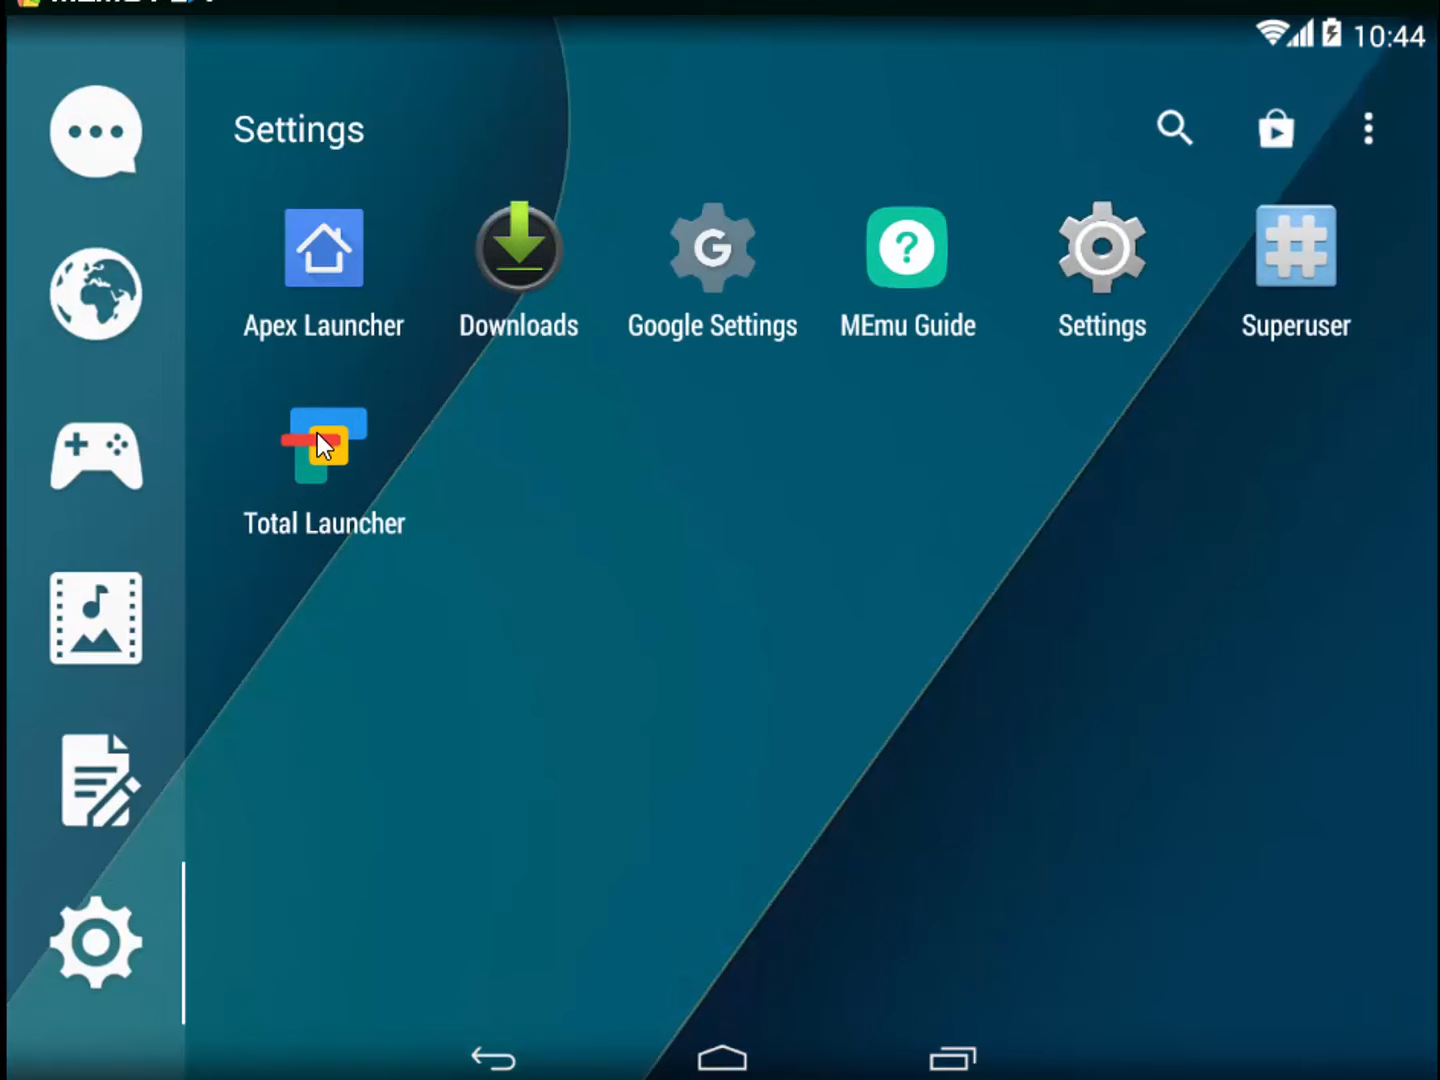 10:44
Settings
Apex Launcher
Downloads
Google Settings
MEmu Guide
Settings
Superuser
Total Launcher